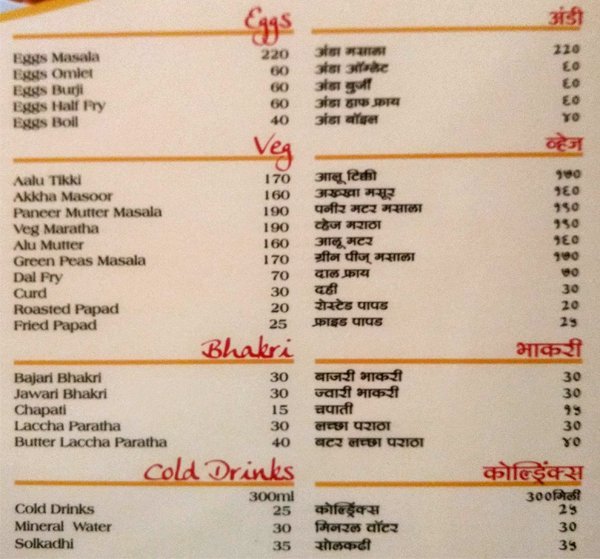 Eggs अंडी
Eggs Masala 220 अंडा मसाला २२०
Eggs Omlet 60 अंडा ऑम्लेट ६०
Eggs Burji 60 अंडा बुर्जी ६०
Eggs Half Fry 60 अंडा हाफ फ्राय ६०
Eggs Boil 40 अंडा बॉइल ४०
Veg व्हेज
Aalu Tikki 170 आलू टिक्की १७०
Akkha Masoor 160 अख्खा मसूर १६०
Paneer Mutter Masala 190 पनीर मटर मसाला १९०
Veg Maratha 190 व्हेज मराठा १९०
Alu Mutter 160 आलू मटर १६०
Green Peas Masala 170 ग्रीन पीज् मसाला १७०
Dal Fry 70 दाल फ्राय ७०
Curd 30 दही ३०
Roasted Papad 20 रोस्टेड पापड २०
Fried Papad 25 फ्राइड पापड २५
Bhakri भाकरी
Bajari Bhakri 30 बाजरी भाकरी ३०
Jawari Bhakri 30 ज्वारी भाकरी ३०
Chapati 15 चपाती १५
Laccha Paratha 30 लच्छा पराठा ३०
Butter Laccha Paratha 40 बटर लच्छा पराठा ४०
Cold Drinks कोल्ड्रिंक्स
300ml ३००मिली
Cold Drinks 25 कोल्ड्रिंक्स २५
Mineral Water 30 मिनरल वॉटर ३०
Solkadhi 35 सोलकढी ३५